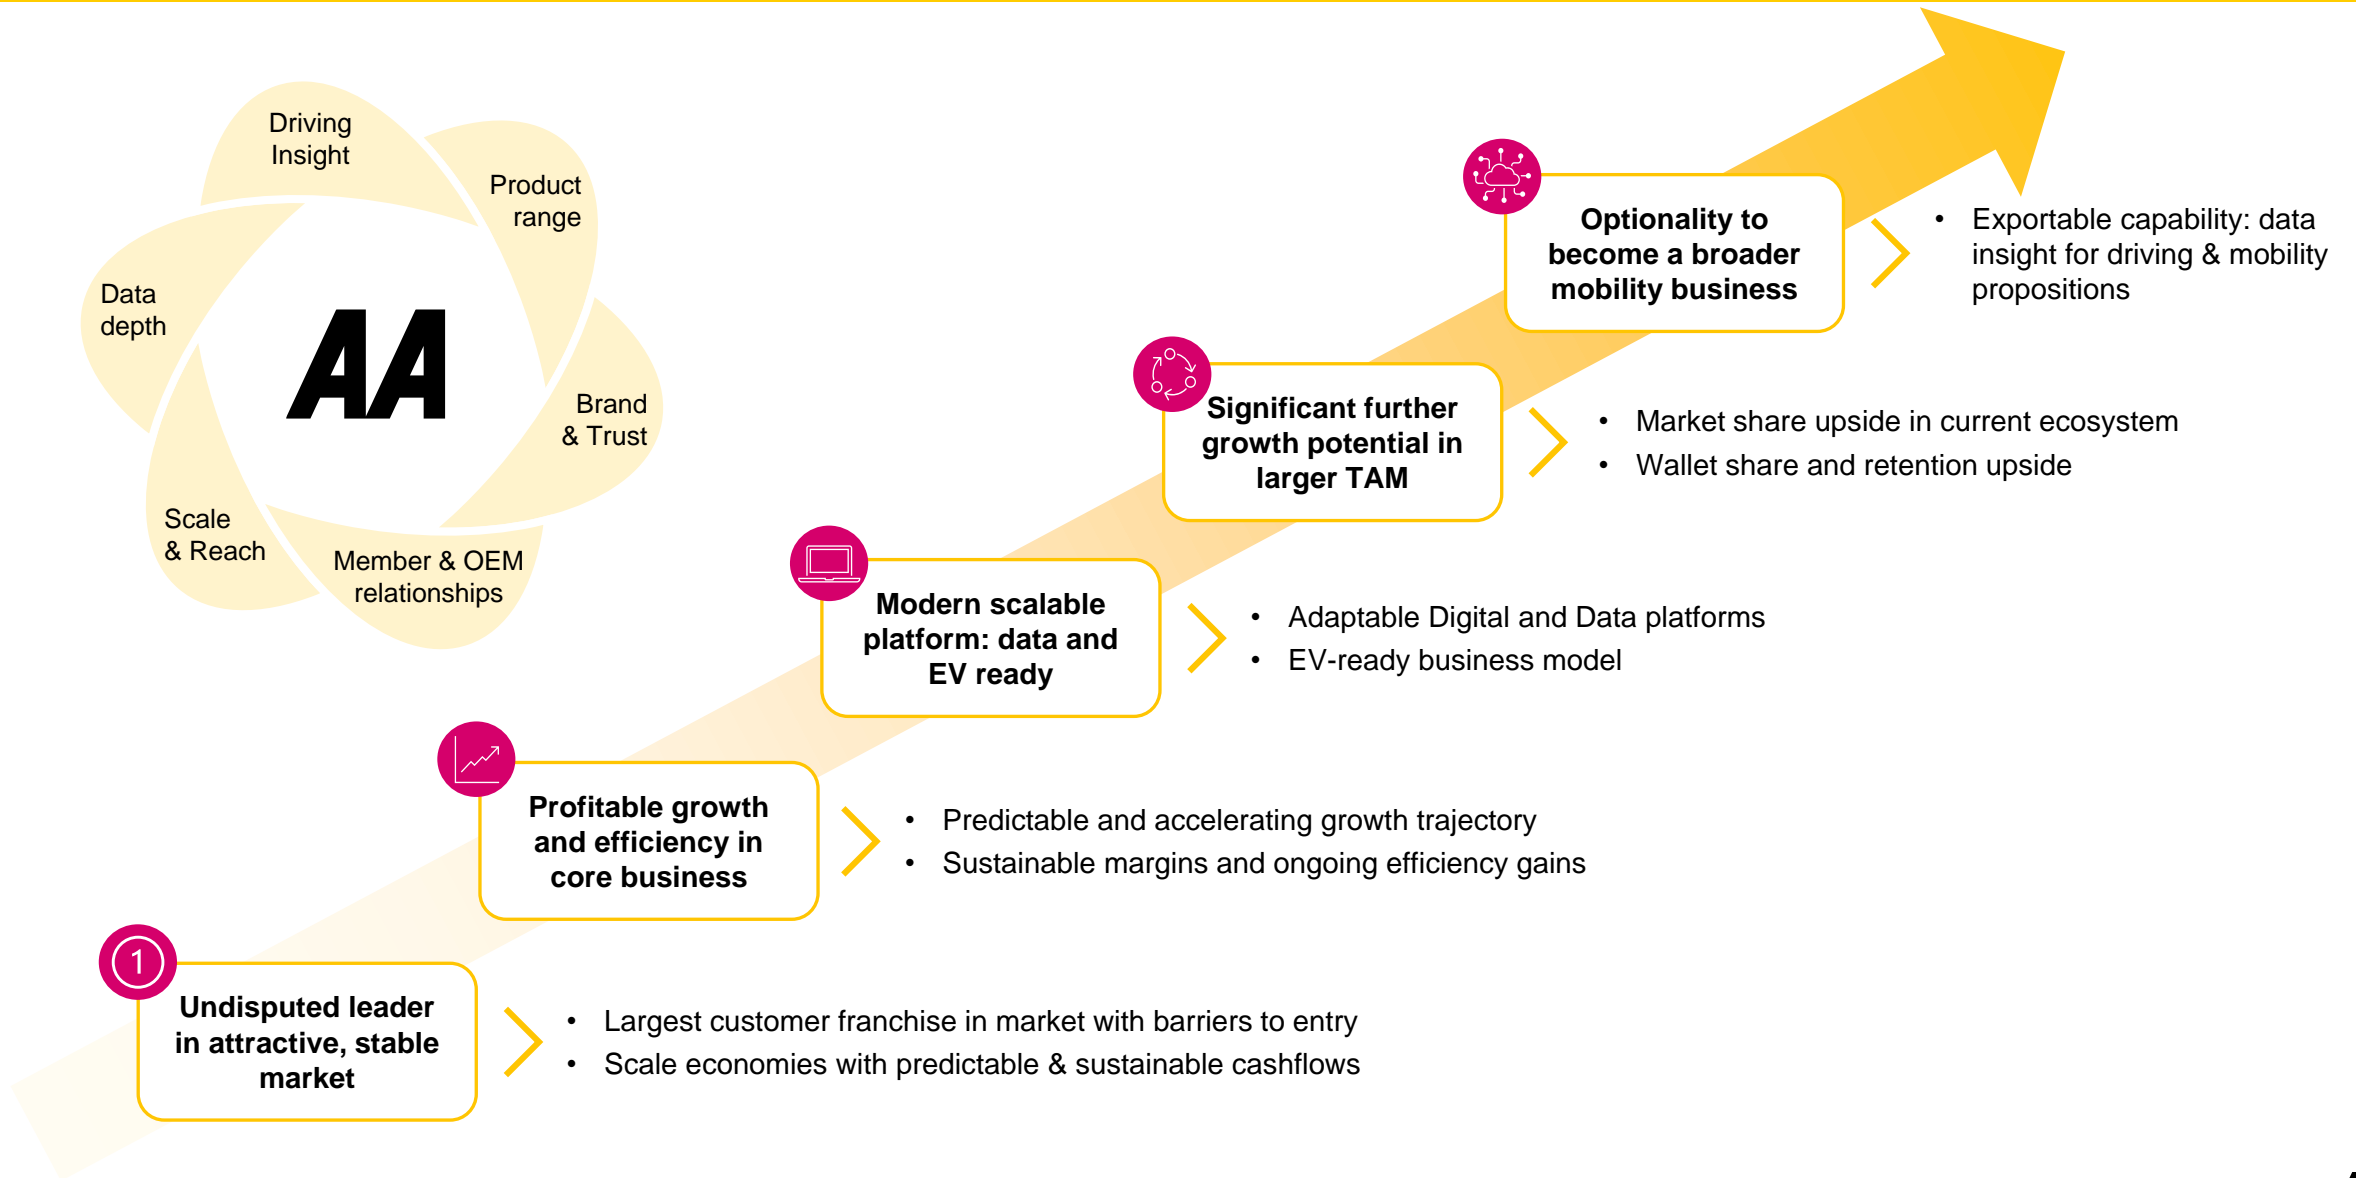 Driving
Insight
Product
range
Data
depth
AA
Brand
& Trust
Scale
& Reach
Member & OEM
relationships
Optionality to
become a broader
mobility business
• Exportable capability: data
insight for driving & mobility
propositions
Significant further
growth potential in
larger TAM
• Market share upside in current ecosystem
• Wallet share and retention upside
Modern scalable
platform: data and
EV ready
• Adaptable Digital and Data platforms
• EV-ready business model
Profitable growth
and efficiency in
core business
• Predictable and accelerating growth trajectory
• Sustainable margins and ongoing efficiency gains
1
Undisputed leader
in attractive, stable
market
• Largest customer franchise in market with barriers to entry
• Scale economies with predictable & sustainable cashflows